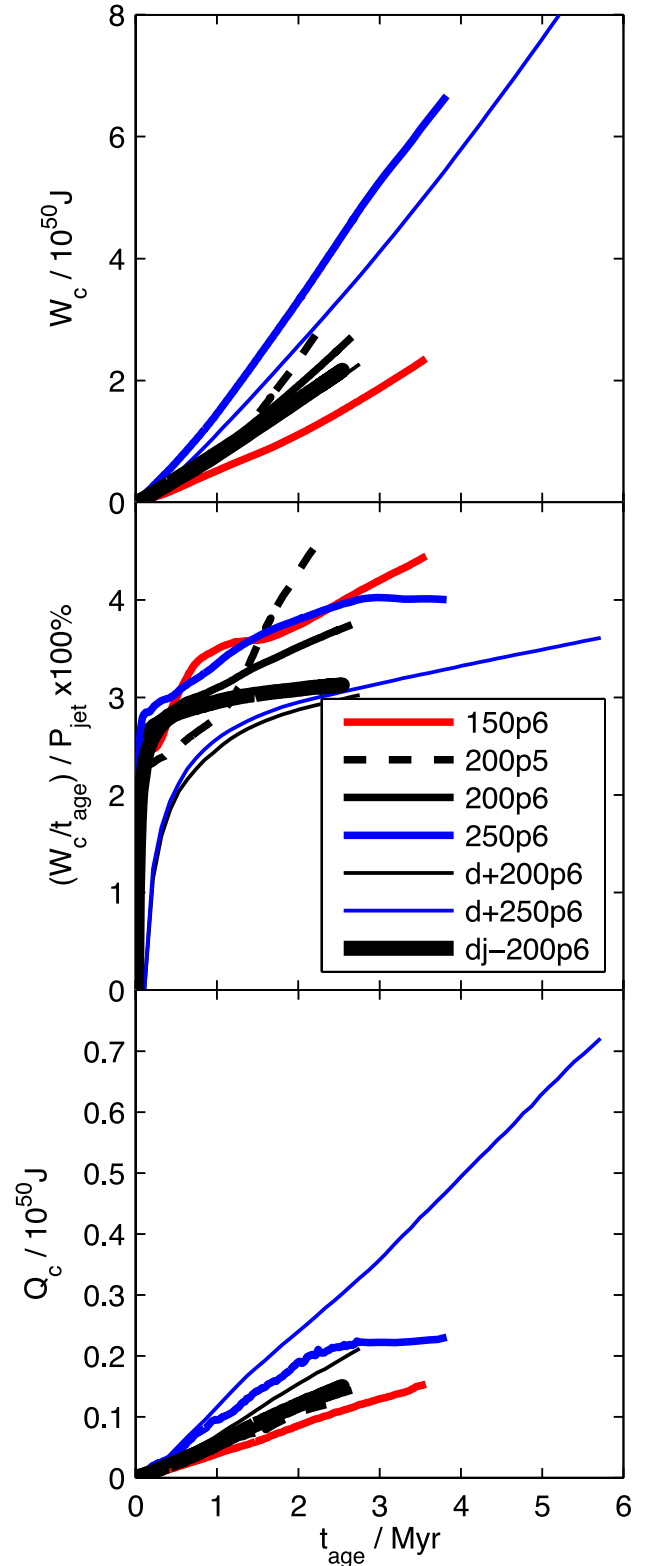 8
6
4
2
0
W_c / 10^50 J
4
3
2
1
0
(W_c/t_age) / P_jet x100%
150p6
200p5
200p6
250p6
d+200p6
d+250p6
dj−200p6
0.7
0.6
0.5
0.4
0.3
0.2
0.1
0
Q_c / 10^50 J
0 1 2 3 4 5 6
t_age / Myr